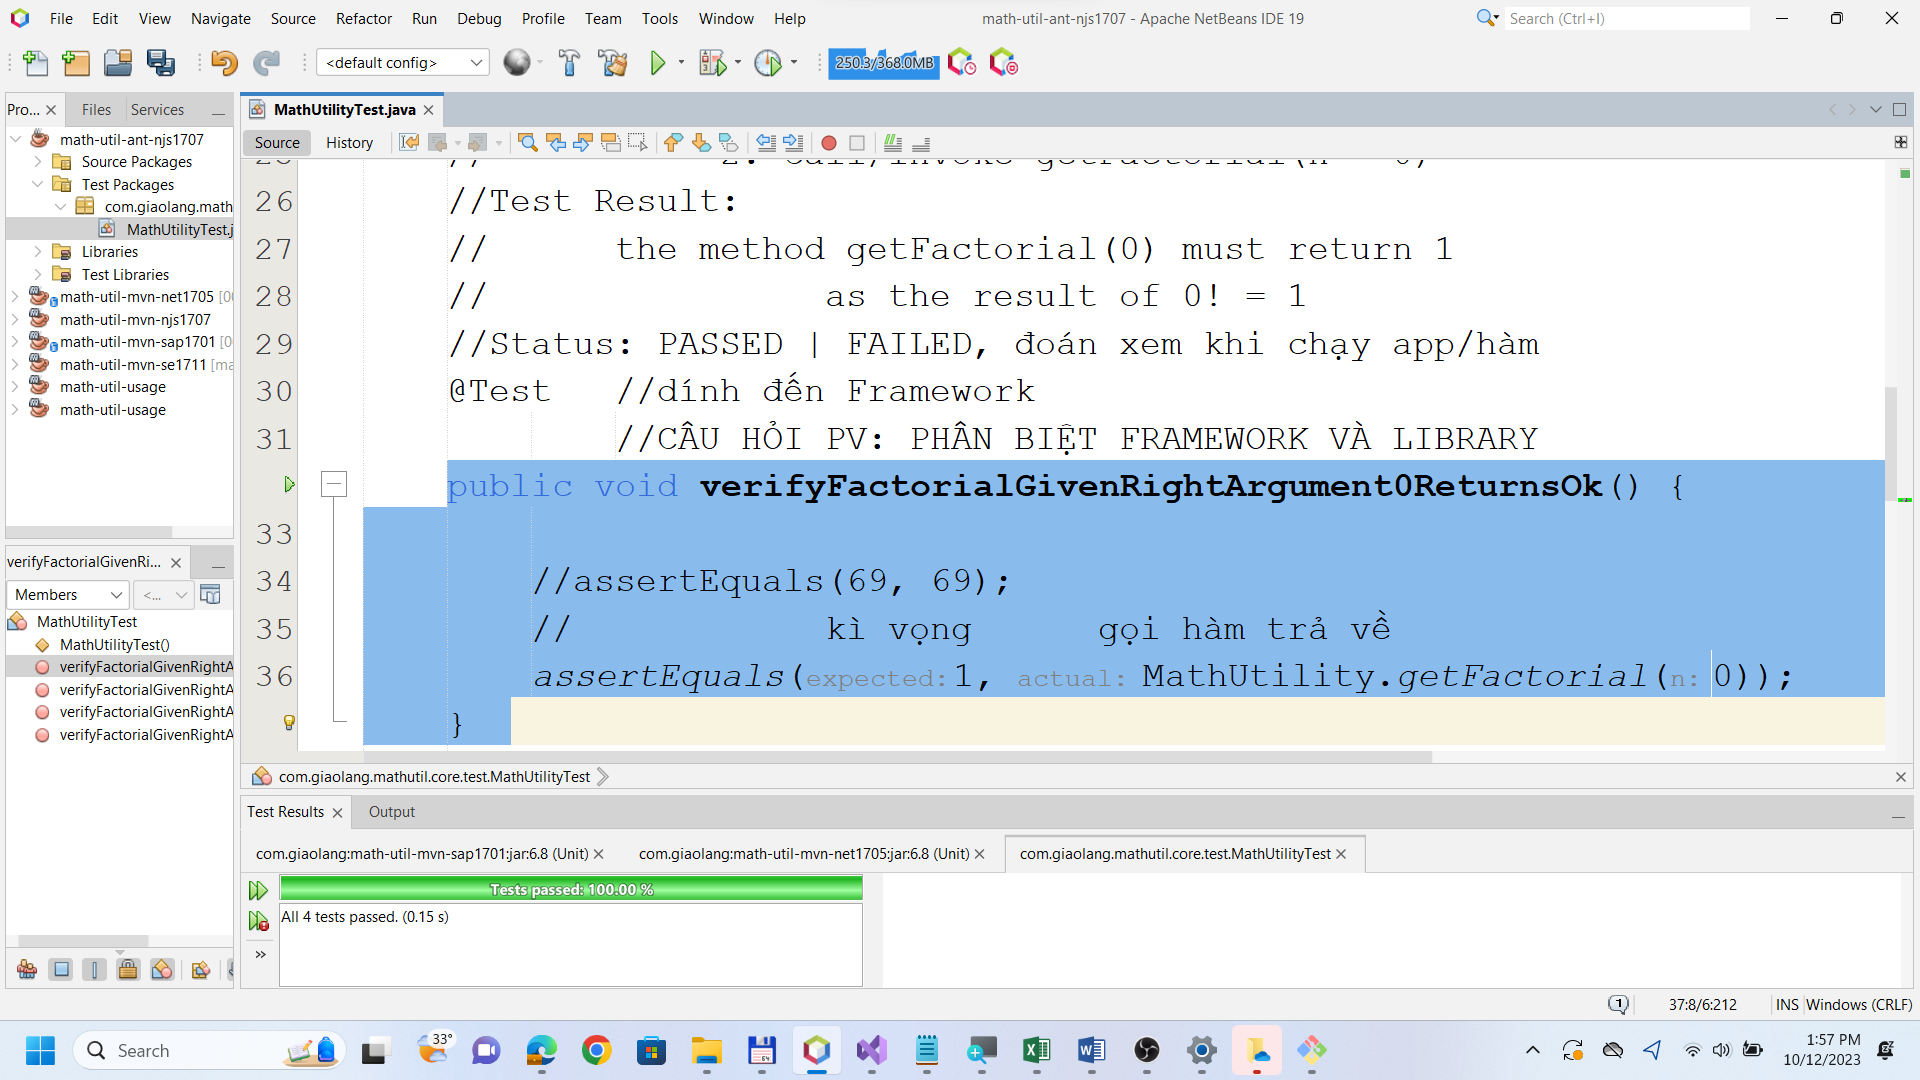 File Edit View Navigate Source Refactor Run Debug Profile Team Tools Window Help
math-util-ant-njs1707 - Apache NetBeans IDE 19
Search (Ctrl+I)
<default config>
250.3/368.0MB
Pro...
Files
Services
math-util-ant-njs1707
Source Packages
Test Packages
com.giaolang.math
MathUtilityTest.j
Libraries
Test Libraries
math-util-mvn-net1705
math-util-mvn-njs1707
math-util-mvn-sap1701
math-util-mvn-se1711 [ma
math-util-usage
math-util-usage
verifyFactorialGivenRi...
Members
<...
MathUtilityTest
MathUtilityTest()
verifyFactorialGivenRightA
verifyFactorialGivenRightA
verifyFactorialGivenRightA
verifyFactorialGivenRightA
MathUtilityTest.java
Source
History
26 //Test Result:
27 // the method getFactorial(0) must return 1
28 // as the result of 0! = 1
29 //Status: PASSED | FAILED, đoán xem khi chạy app/hàm
30 @Test //dính đến Framework
31 //CÂU HỎI PV: PHÂN BIỆT FRAMEWORK VÀ LIBRARY
public void verifyFactorialGivenRightArgument0ReturnsOk() {
33
34 //assertEquals(69, 69);
35 // kì vọng gọi hàm trả về
36 assertEquals(expected: 1, actual: MathUtility.getFactorial(n: 0));
}
com.giaolang.mathutil.core.test.MathUtilityTest
Test Results
Output
com.giaolang:math-util-mvn-sap1701:jar:6.8 (Unit)
com.giaolang:math-util-mvn-net1705:jar:6.8 (Unit)
com.giaolang.mathutil.core.test.MathUtilityTest
Tests passed: 100.00 %
All 4 tests passed. (0.15 s)
»
1
37:8/6:212
INS
Windows (CRLF)
Search
33°
1:57 PM
10/12/2023